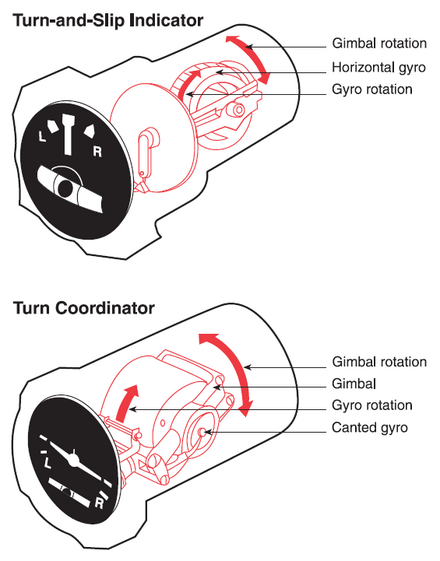 Turn-and-Slip Indicator
Gimbal rotation
Horizontal gyro
Gyro rotation
L
R
Turn Coordinator
Gimbal rotation
Gimbal
Gyro rotation
Canted gyro
L
R